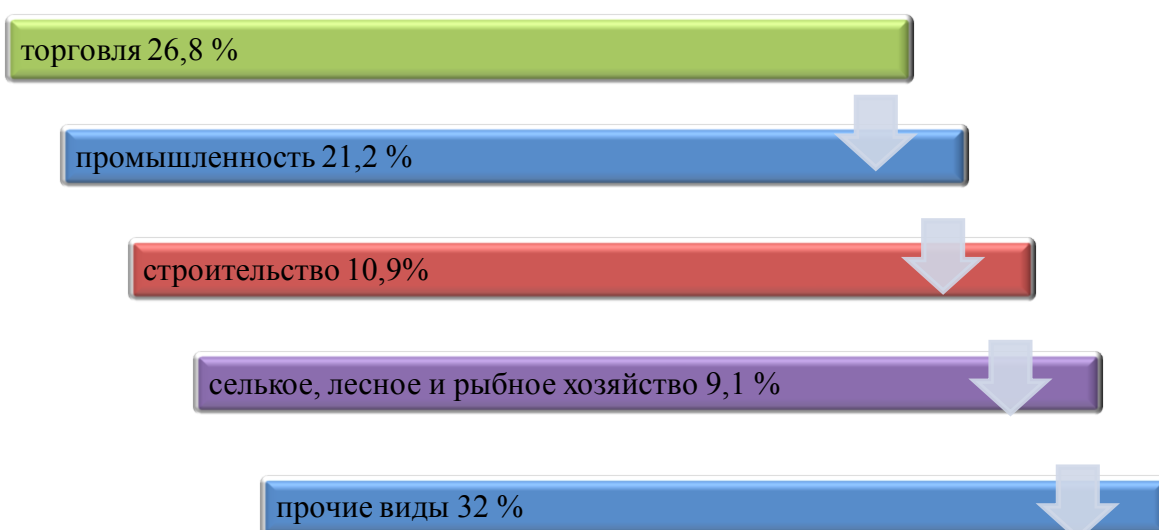 торговля 26,8 %
промышленность 21,2 %
строительство 10,9%
селькое, лесное и рыбное хозяйство 9,1 %
прочие виды 32 %